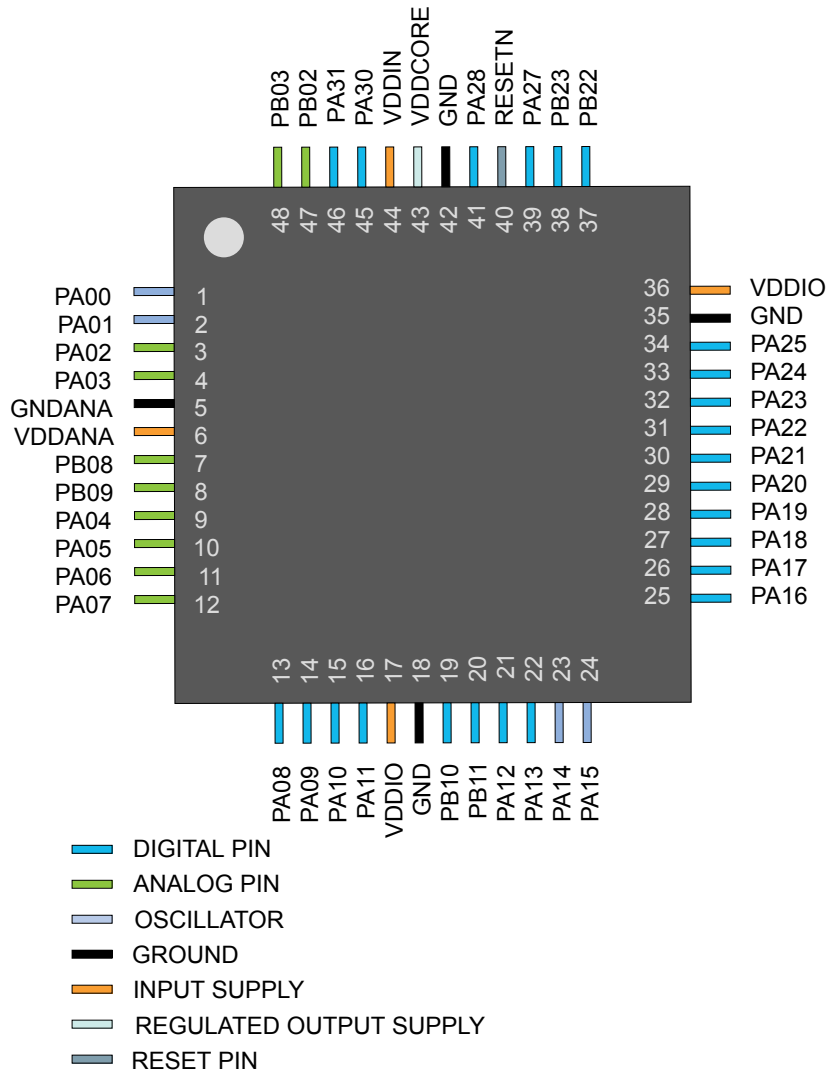 PB03
PB02
PA31
PA30
VDDIN
VDDCORE
GND
PA28
RESETN
PA27
PB23
PB22
48
47
46
45
44
43
42
41
40
39
38
37
PA00 1
PA01 2
PA02 3
PA03 4
GNDANA 5
VDDANA 6
PB08 7
PB09 8
PA04 9
PA05 10
PA06 11
PA07 12
36 VDDIO
35 GND
34 PA25
33 PA24
32 PA23
31 PA22
30 PA21
29 PA20
28 PA19
27 PA18
26 PA17
25 PA16
13
14
15
16
17
18
19
20
21
22
23
24
PA08
PA09
PA10
PA11
VDDIO
GND
PB10
PB11
PA12
PA13
PA14
PA15
DIGITAL PIN
ANALOG PIN
OSCILLATOR
GROUND
INPUT SUPPLY
REGULATED OUTPUT SUPPLY
RESET PIN